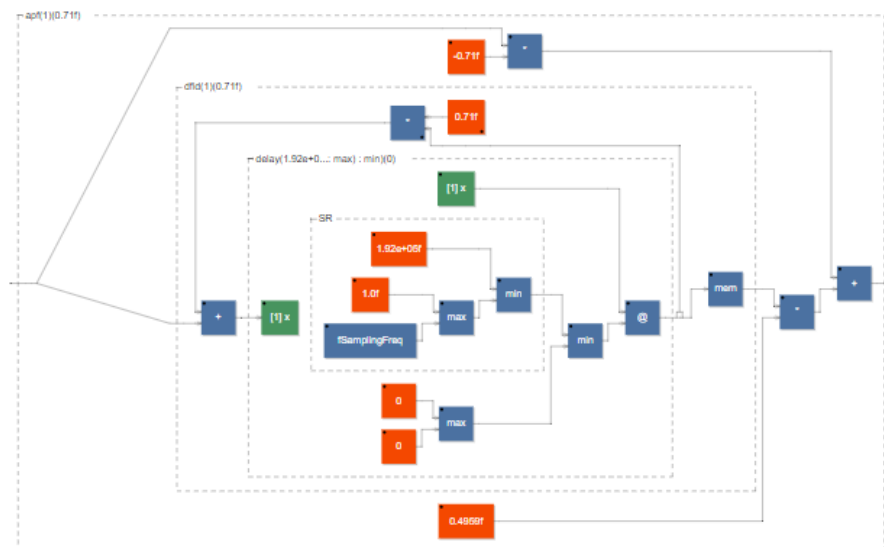 apf(1)(0.71f)
*
-0.71f
dfld(1)(0.71f)
*
0.71f
delay(1.92e+0...: max) : min)(0)
[1] x
SR
1.92e+05f
1.0f
min
max
fSamplingFreq
+
[1] x
@
min
mem
*
+
0
max
0
0.4959f